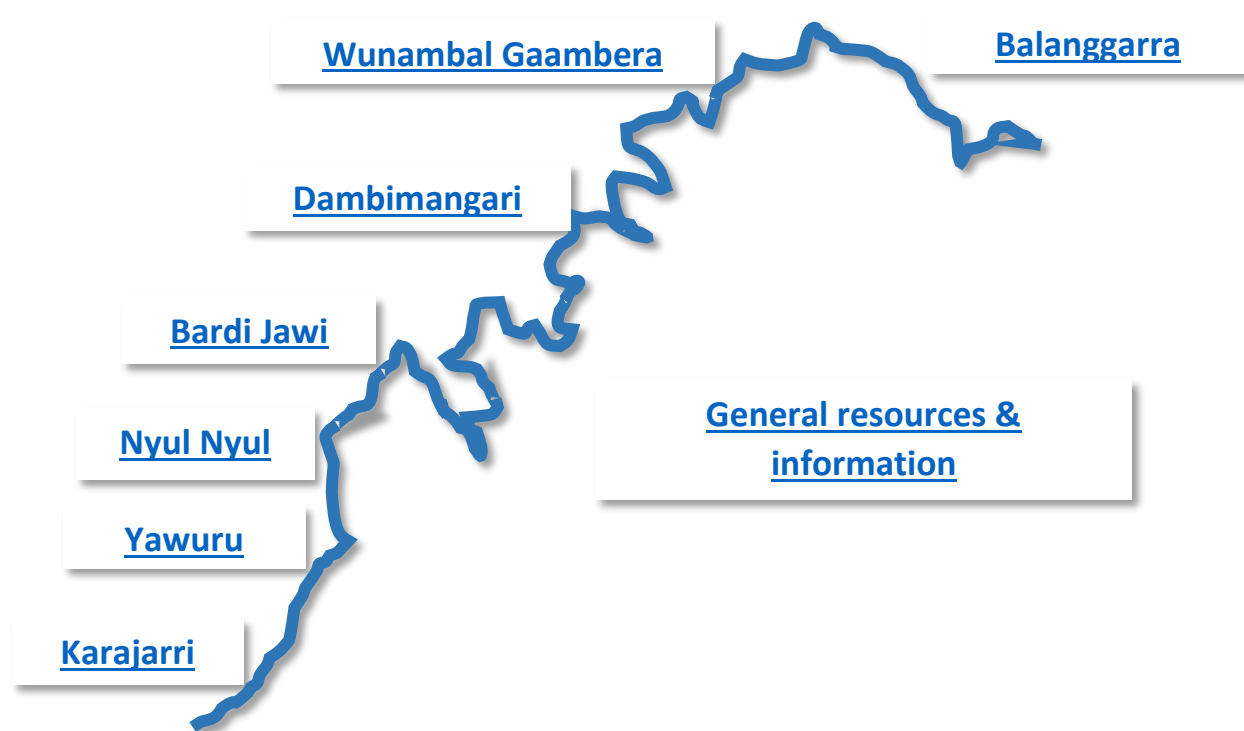 Balanggarra
Wunambal Gaambera
Dambimangari
Bardi Jawi
General resources &
information
Nyul Nyul
Yawuru
Karajarri